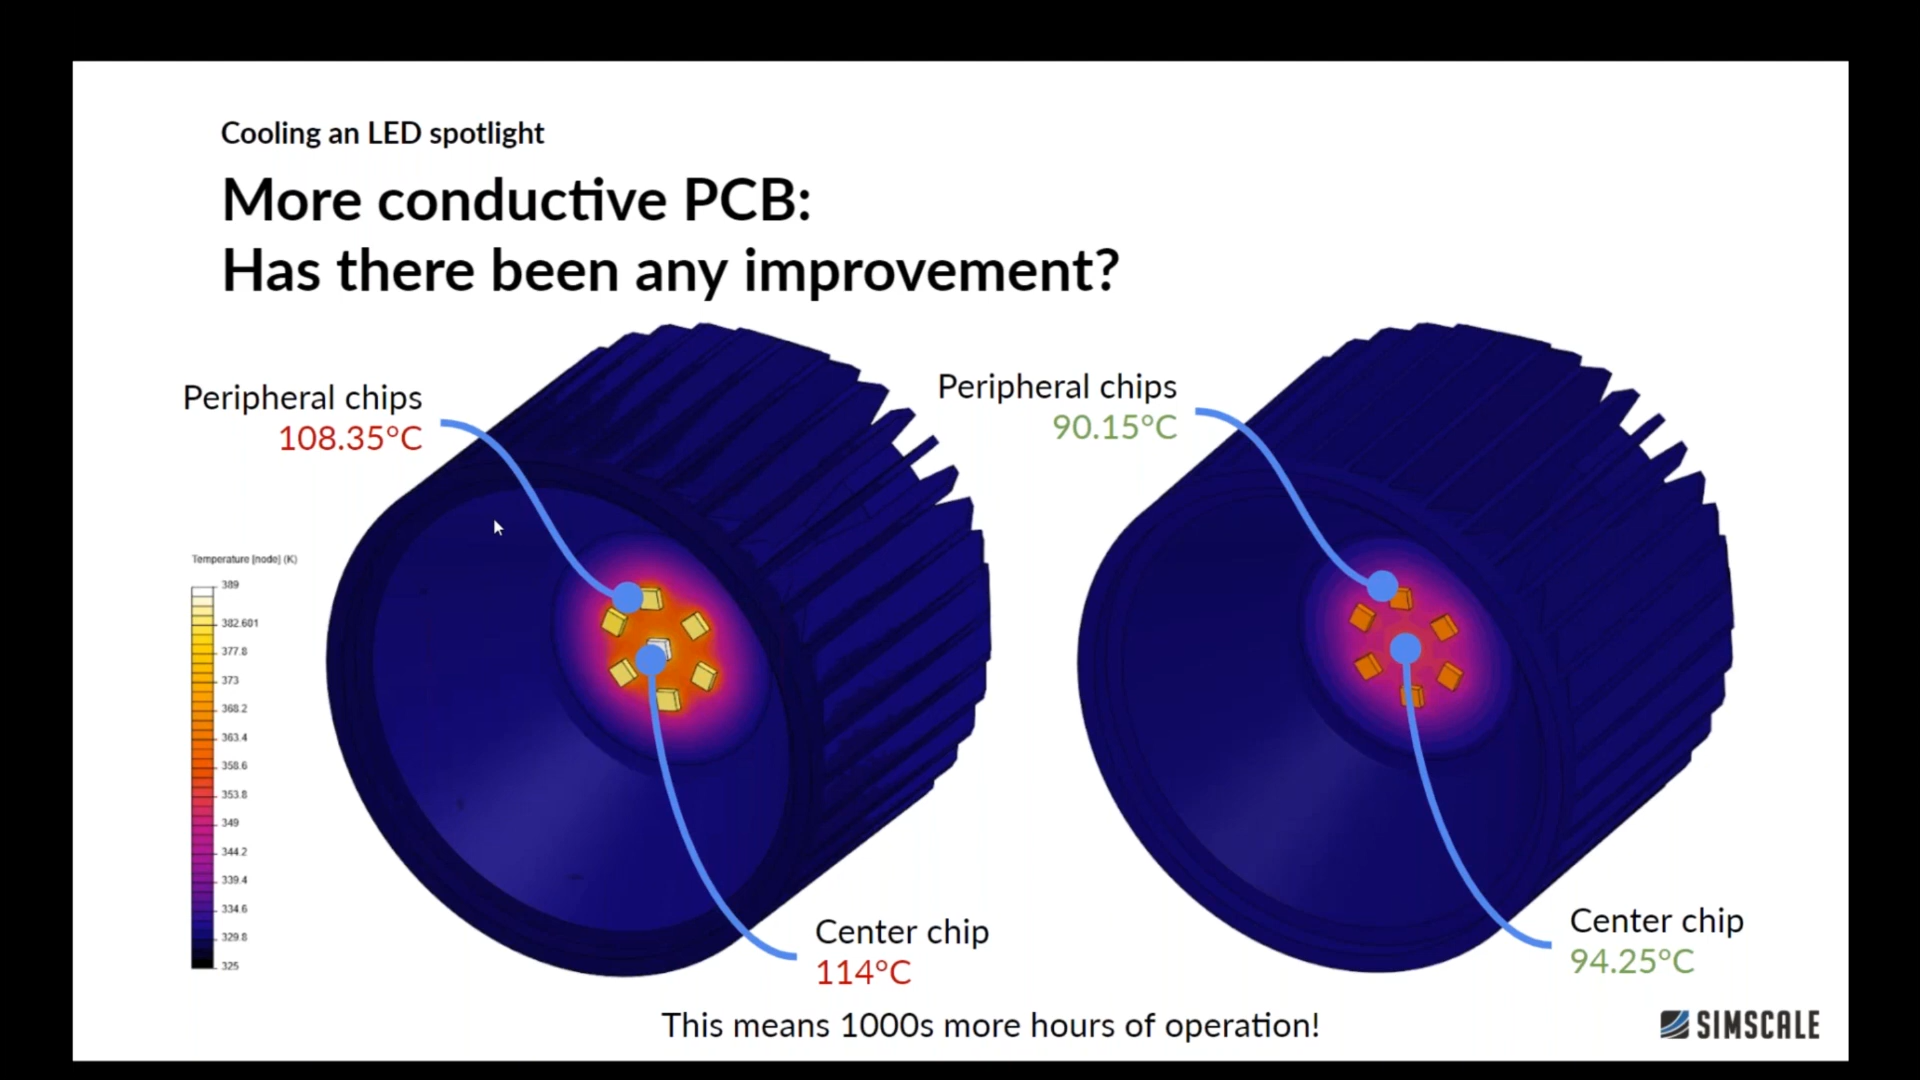 Cooling an LED spotlight
More conductive PCB:
Has there been any improvement?
Peripheral chips
108.35°C
Peripheral chips
90.15°C
Temperature [node] (K)
389
382.601
377.8
373
368.2
363.4
358.6
353.8
349
344.2
339.4
334.6
329.8
325
Center chip
114°C
Center chip
94.25°C
This means 1000s more hours of operation!
SIMSCALE